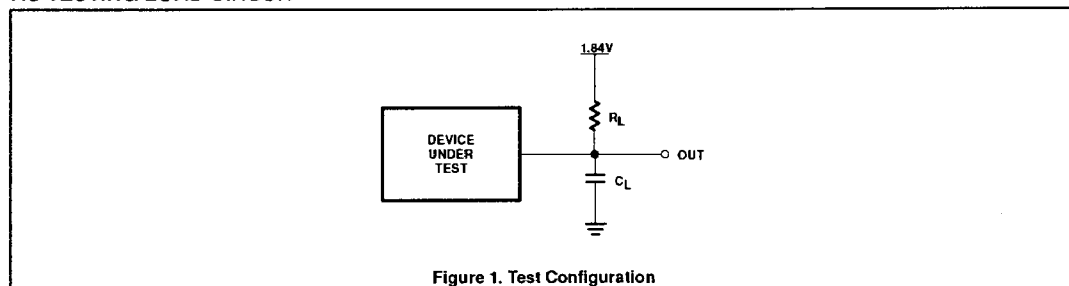 1.84V
RL
DEVICE
UNDER
TEST
OUT
CL
Figure 1. Test Configuration